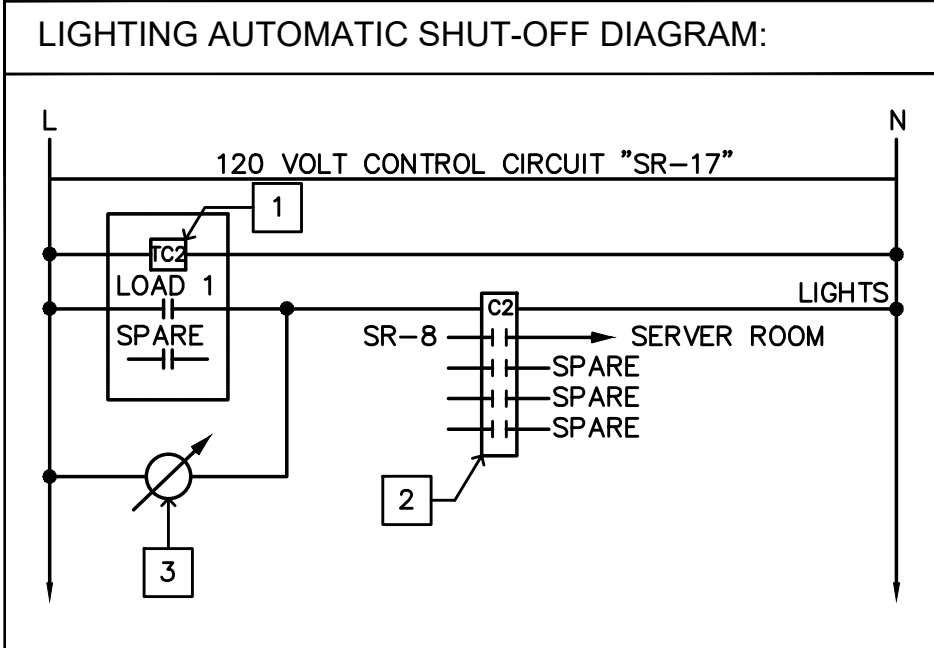 LIGHTING AUTOMATIC SHUT-OFF DIAGRAM:
L
N
120 VOLT CONTROL CIRCUIT "SR-17"
1
TC2
LOAD 1
SPARE
C2
LIGHTS
SR-8
SERVER ROOM
SPARE
SPARE
SPARE
2
3